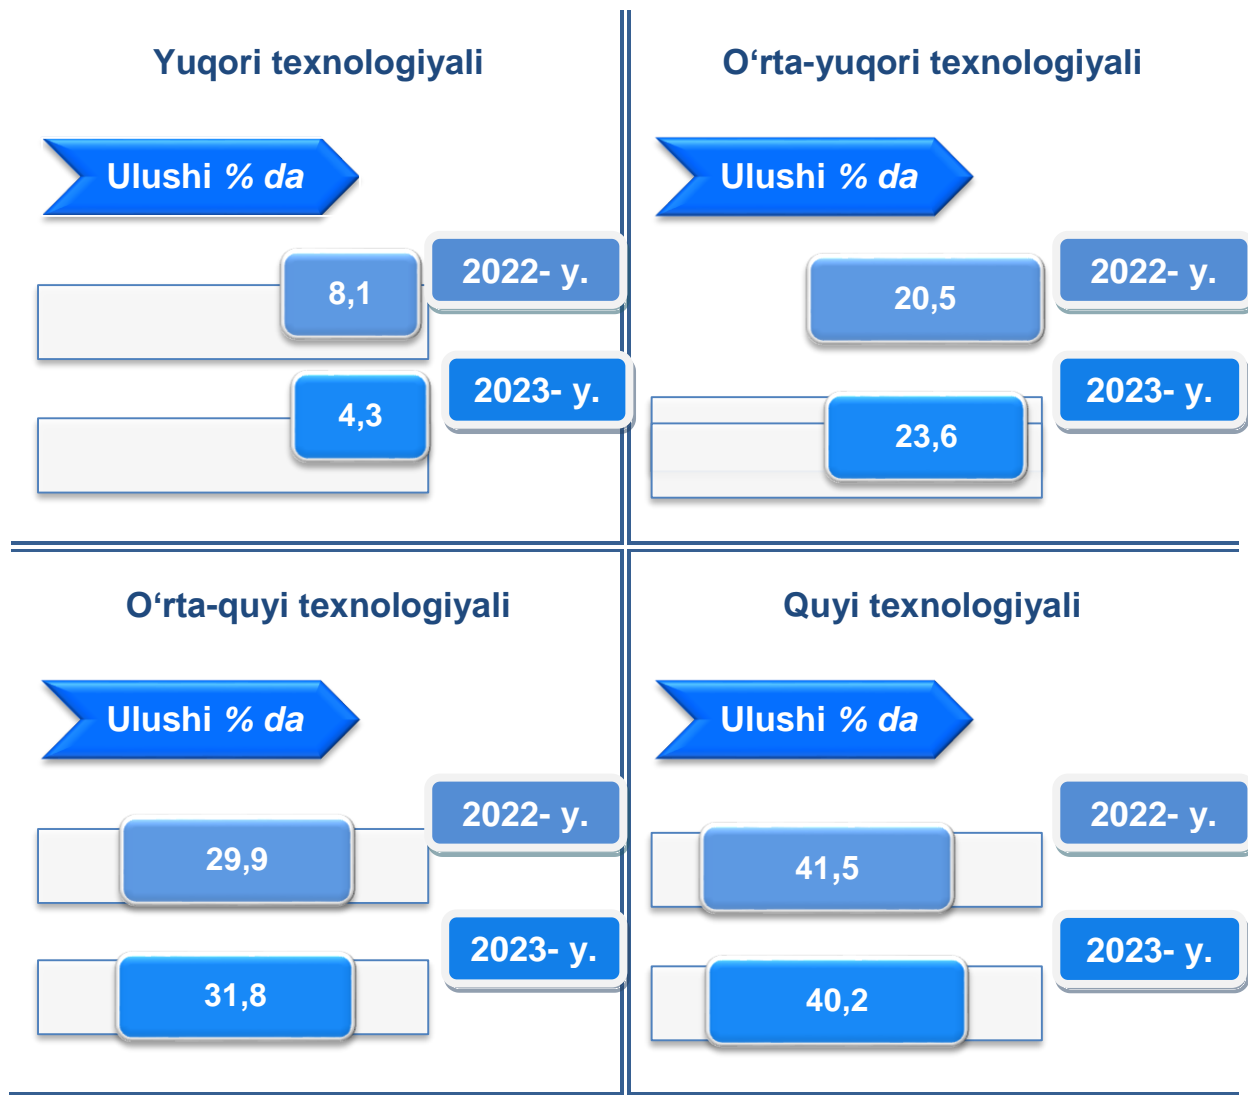 Yuqori texnologiyali
Ulushi % da
8,1
2022- y.
4,3
2023- y.
O‘rta-yuqori texnologiyali
Ulushi % da
20,5
2022- y.
23,6
2023- y.
O‘rta-quyi texnologiyali
Ulushi % da
29,9
2022- y.
31,8
2023- y.
Quyi texnologiyali
Ulushi % da
41,5
2022- y.
40,2
2023- y.